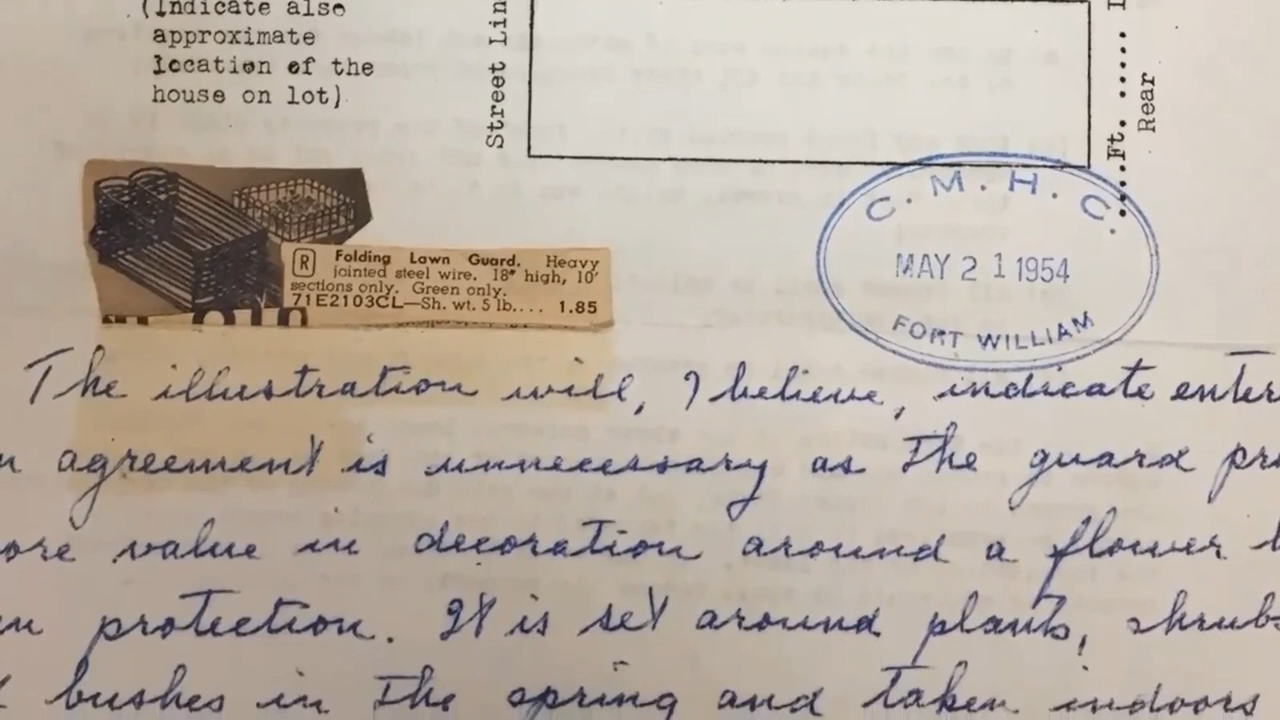 (Indicate also
approximate
location of the
house on lot)
Street Lin
....Ft. .....
Rear
R Folding Lawn Guard. Heavy
jointed steel wire. 18" high, 10'
sections only. Green only.
71E2103CL—Sh. wt. 5 lb.... 1.85
C. M. H. C.
MAY 21 1954
FORT WILLIAM
The illustration will, I believe, indicate enter
agreement is unnecessary as the guard pr
ore value in decoration around a flower b
protection. It is set around plants, shrubs
bushes in the spring and taken indoors